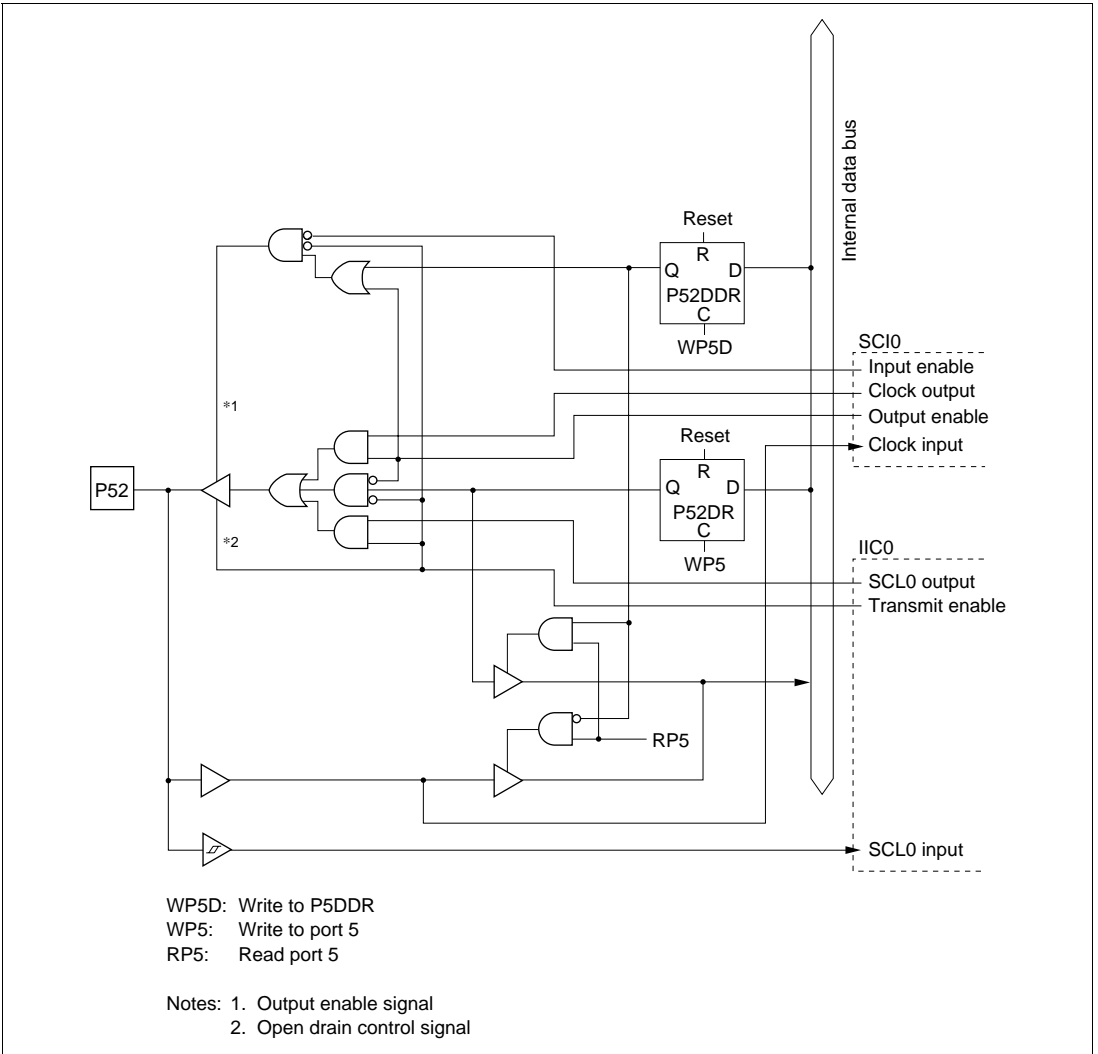 Internal data bus
Reset
R
Q D
P52DDR
C
WP5D
SCI0
Input enable
Clock output
Output enable
Clock input
*1
Reset
R
Q D
P52DR
C
WP5
P52
*2
IIC0
SCL0 output
Transmit enable
RP5
SCL0 input
WP5D: Write to P5DDR
WP5: Write to port 5
RP5: Read port 5
Notes: 1. Output enable signal
2. Open drain control signal